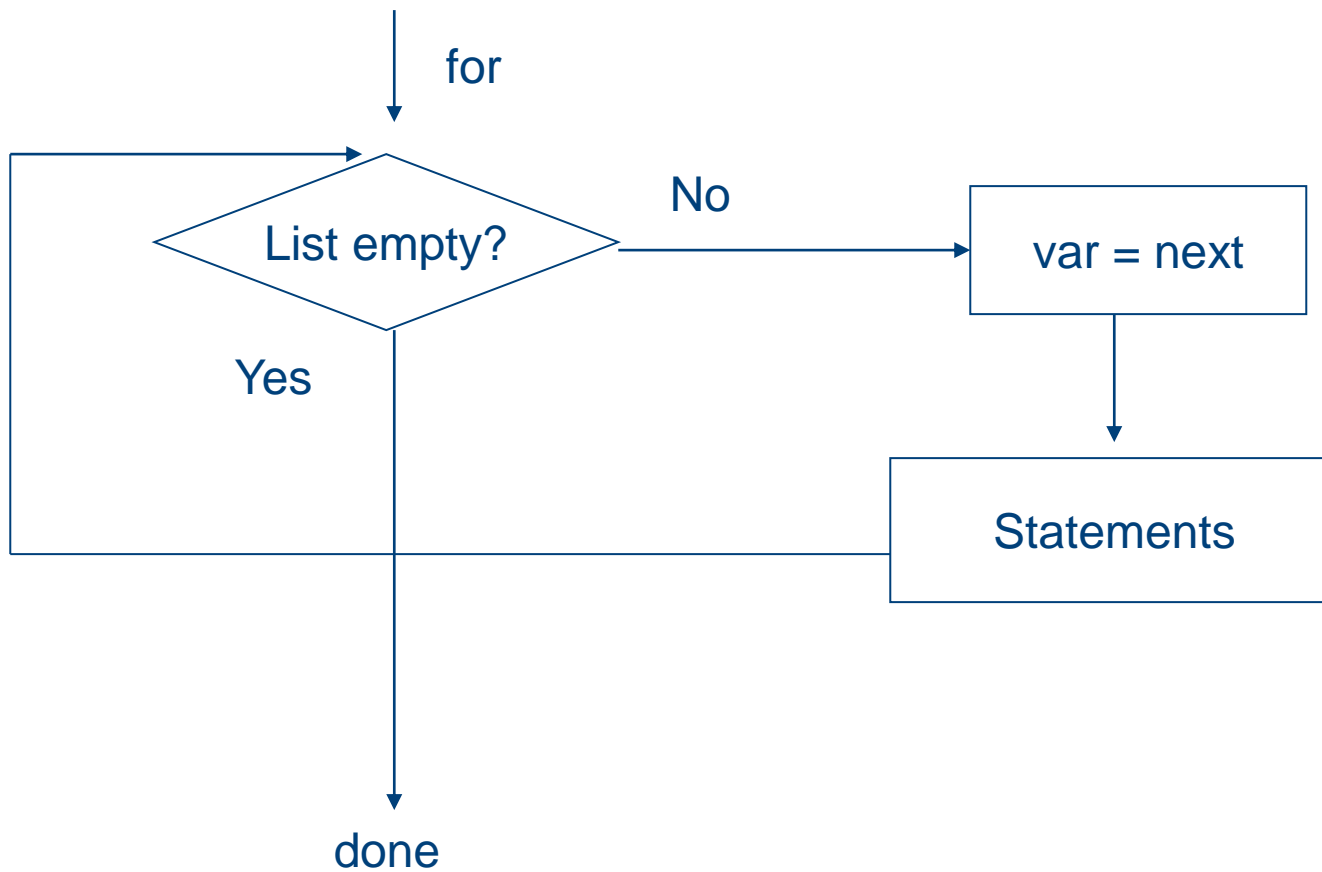 for
No
List empty?
var = next
Yes
Statements
done